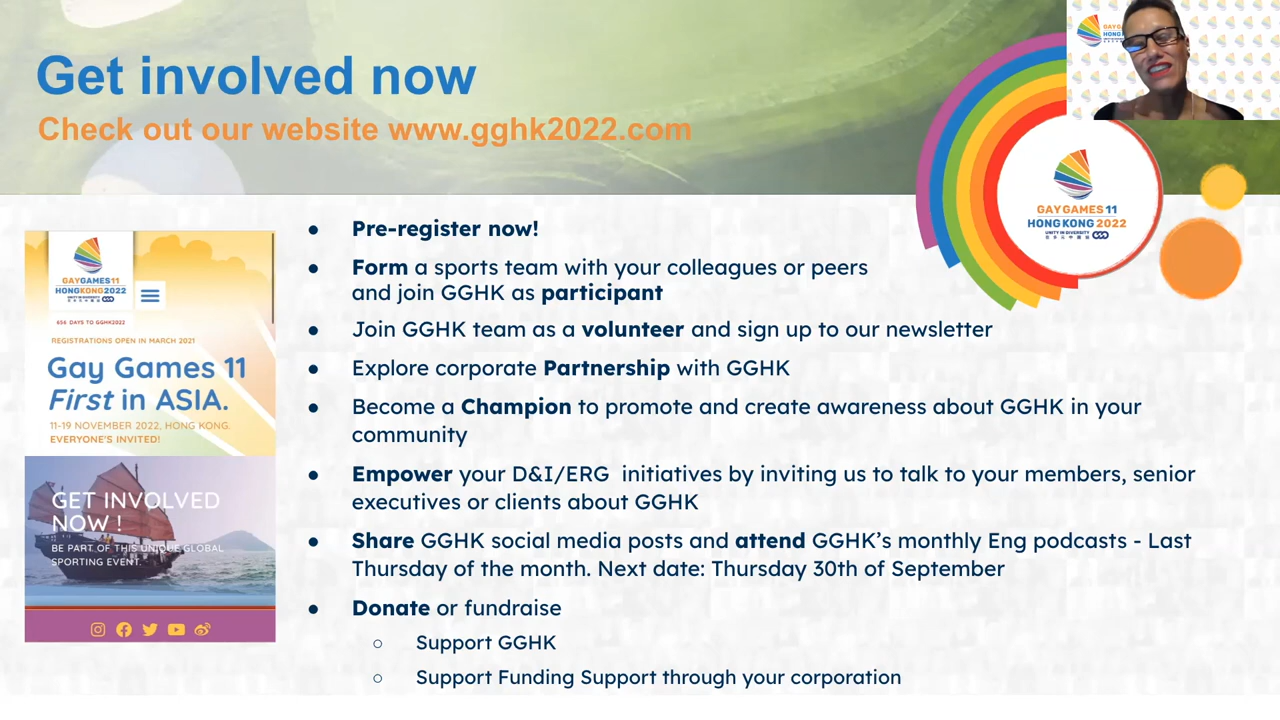 Get involved now
Check out our website www.gghk2022.com
GAY GAMES 11
HONG KONG 2022
UNITY IN DIVERSITY
● Pre-register now!
● Form a sports team with your colleagues or peers
and join GGHK as participant
● Join GGHK team as a volunteer and sign up to our newsletter
● Explore corporate Partnership with GGHK
● Become a Champion to promote and create awareness about GGHK in your
community
● Empower your D&I/ERG initiatives by inviting us to talk to your members, senior
executives or clients about GGHK
● Share GGHK social media posts and attend GGHK's monthly Eng podcasts - Last
Thursday of the month. Next date: Thursday 30th of September
● Donate or fundraise
○ Support GGHK
○ Support Funding Support through your corporation
GAYGAMES11
HONGKONG2022
UNITY IN DIVERSITY
656 DAYS TO GGHK2022
REGISTRATIONS OPEN IN MARCH 2021
Gay Games 11
First in ASIA.
11-19 NOVEMBER 2022, HONG KONG.
EVERYONE'S INVITED!
GET INVOLVED
NOW !
BE PART OF THIS UNIQUE GLOBAL
SPORTING EVENT.